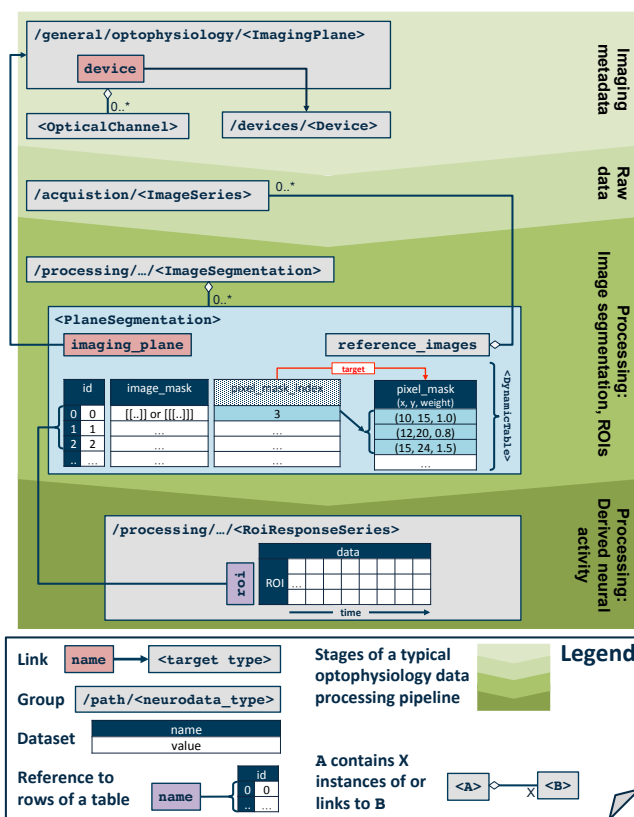 /general/optophysiology/<ImagingPlane>
device
0..*
<OpticalChannel>
/devices/<Device>
Imaging
metadata
/acquistion/<ImageSeries>
0..*
Raw
data
/processing/…/<ImageSegmentation>
0..*
<PlaneSegmentation>
imaging_plane
reference_images
target
id
image_mask
pixel_mask_index
pixel_mask
(x, y, weight)
0 0
[[..]] or [[[..]]]
3
(10, 15, 1.0)
1 1
...
...
(12,20, 0.8)
2 2
...
...
(15, 24, 1.5)
.. ...
...
...
...
<DynamicTable>
Processing:
Image segmentation, ROIs
/processing/…/<RoiResponseSeries>
data
roi
ROI
...
time
Processing:
Derived neural
activity
Legend
Link
name
<target type>
Stages of a typical
optophysiology data
processing pipeline
Group
/path/<neurodata_type>
Dataset
name
value
Reference to
rows of a table
name
id
0 0
.. ...
A contains X
instances of or
links to B
<A>
X
<B>